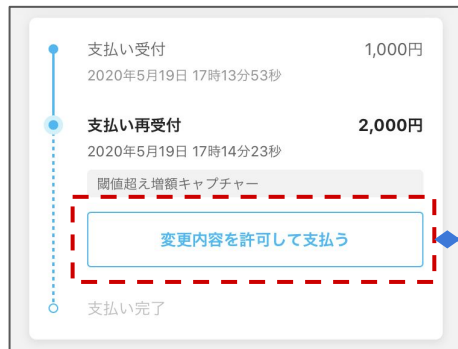 支払い受付 1,000円
2020年5月19日 17時13分53秒
支払い再受付 2,000円
2020年5月19日 17時14分23秒
閾値超え増額キャプチャー
変更内容を許可して支払う
支払い完了